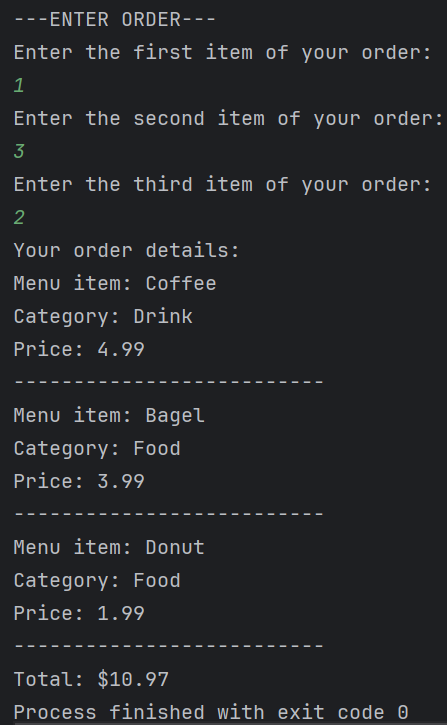 ---ENTER ORDER---
Enter the first item of your order:
1
Enter the second item of your order:
3
Enter the third item of your order:
2
Your order details:
Menu item: Coffee
Category: Drink
Price: 4.99
--------------------------
Menu item: Bagel
Category: Food
Price: 3.99
--------------------------
Menu item: Donut
Category: Food
Price: 1.99
--------------------------
Total: $10.97
Process finished with exit code 0